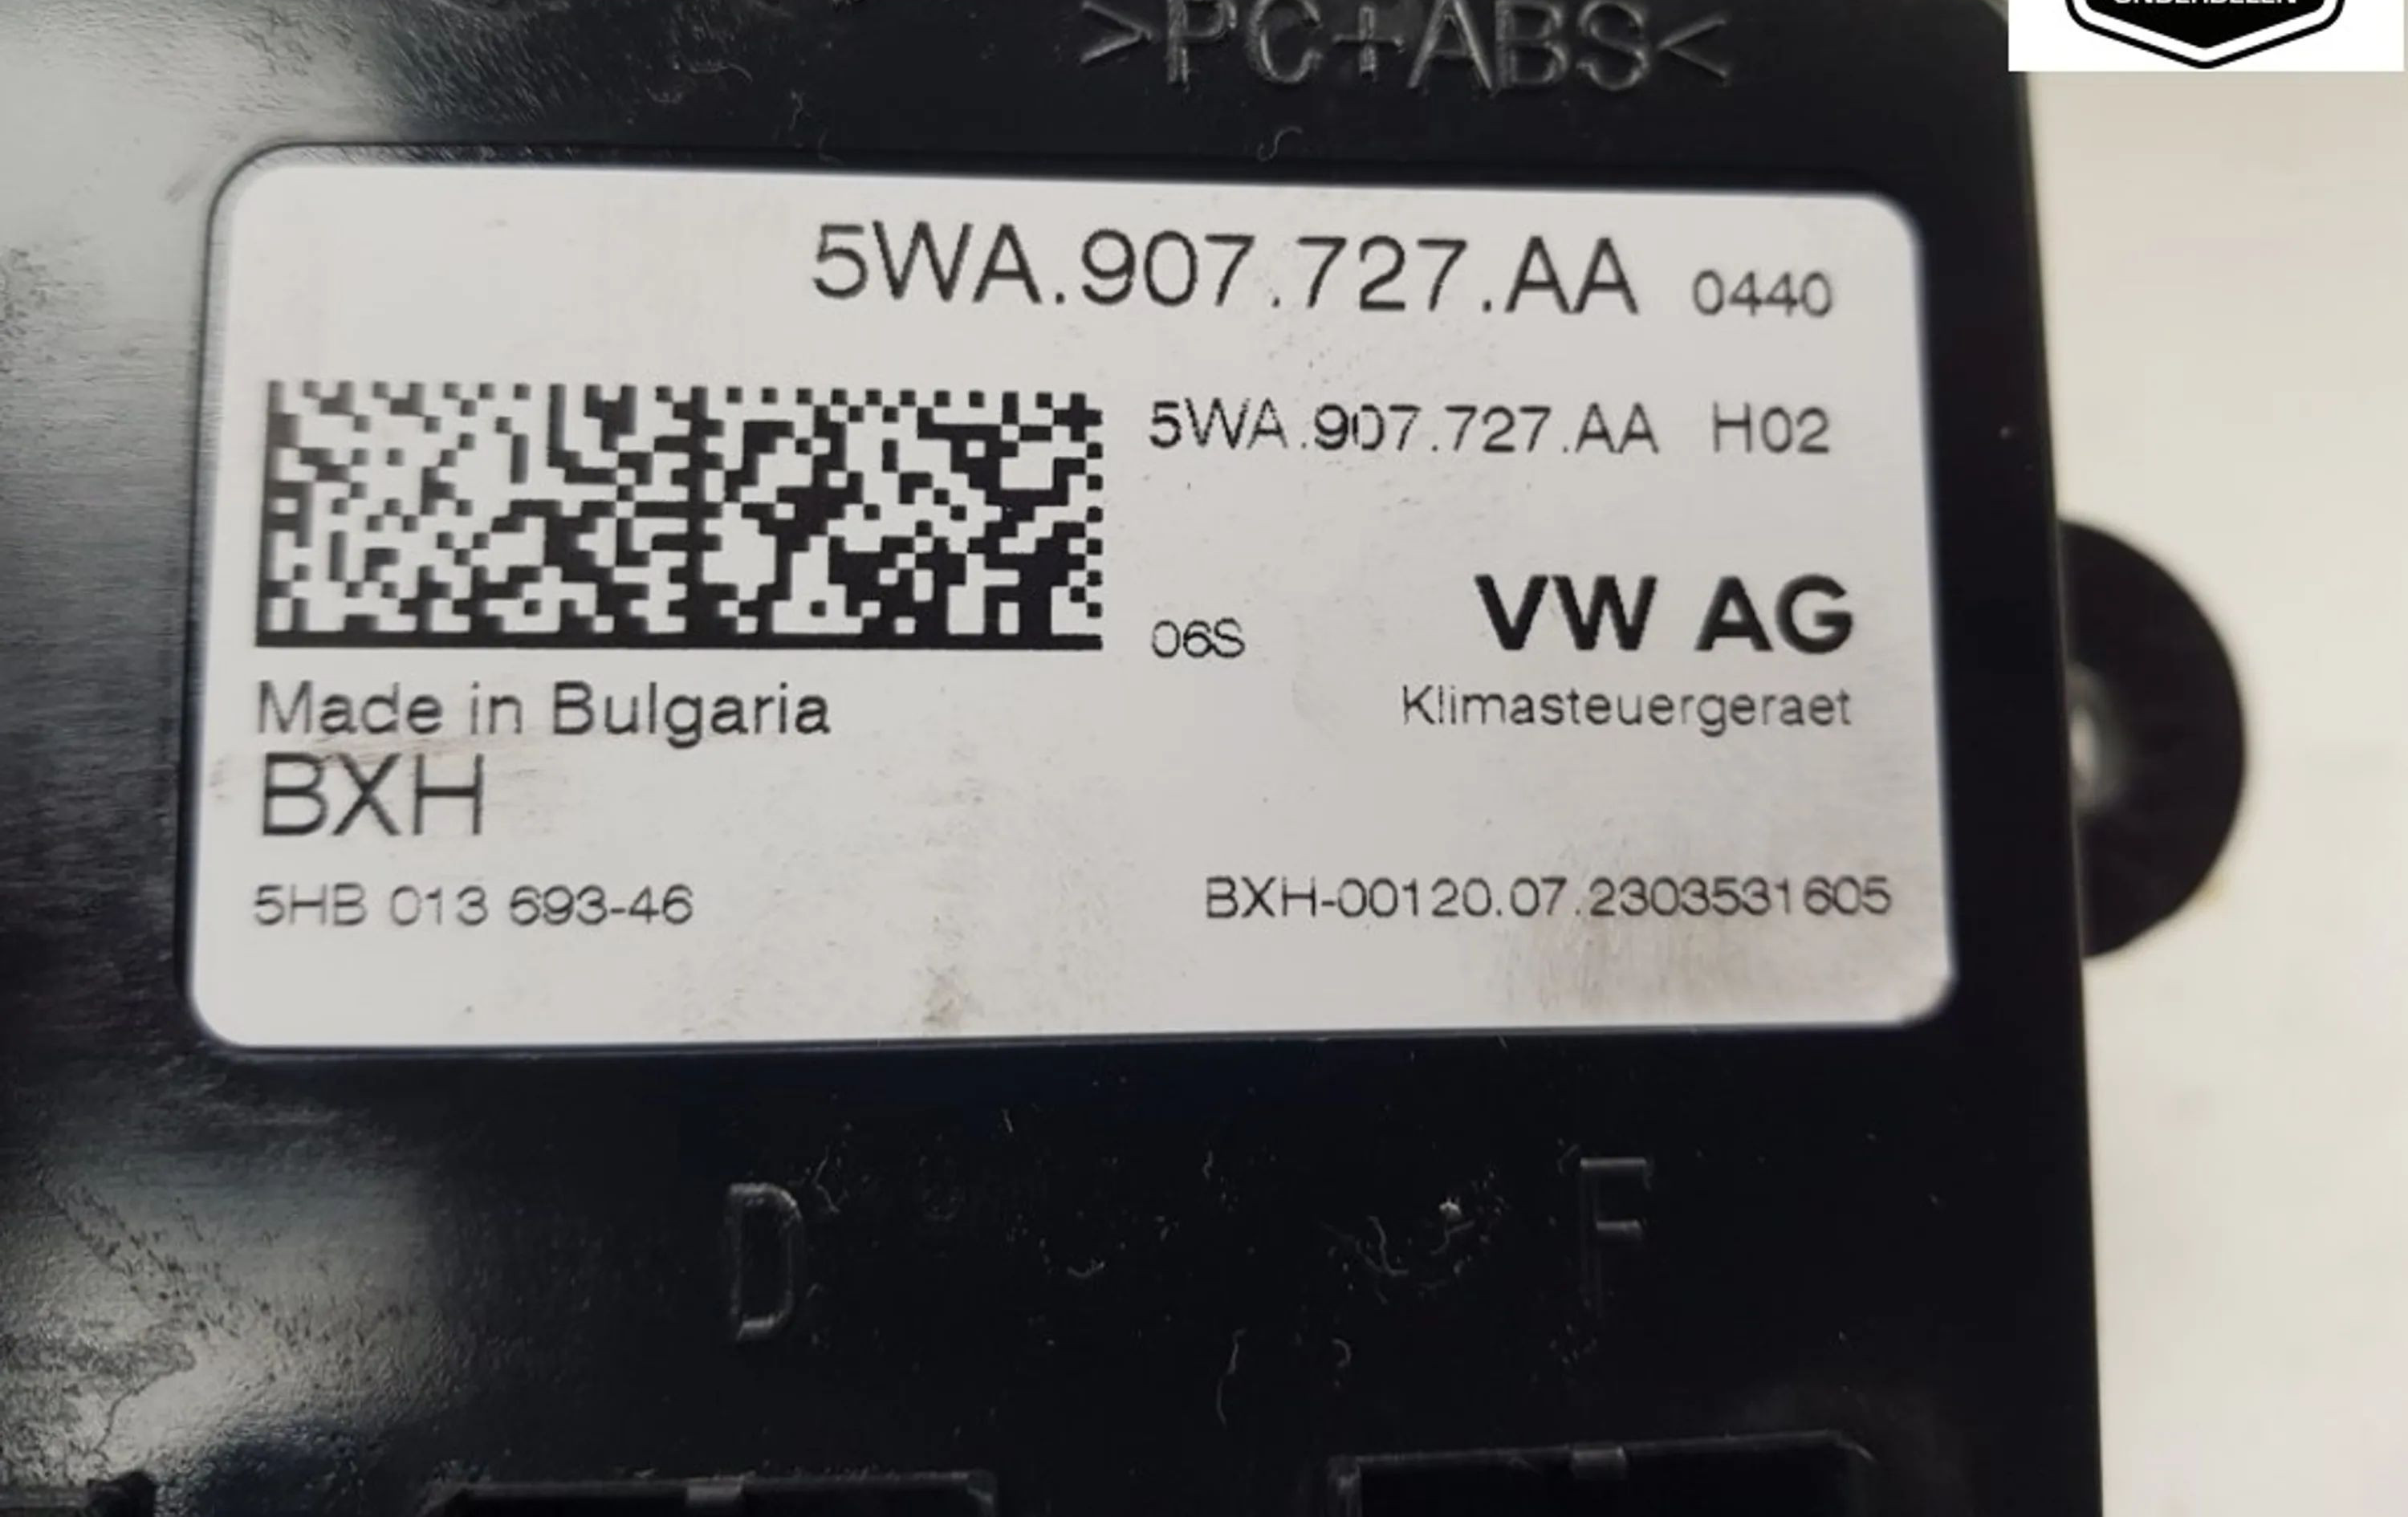 ONDERDELEN
>PC+ABS<
5WA.907.727.AA 0440
5WA.907.727.AA H02
06S
VW AG
Klimasteuergeraet
Made in Bulgaria
BXH
5HB 013 693-46
BXH-00120.07.2303531605
D
F